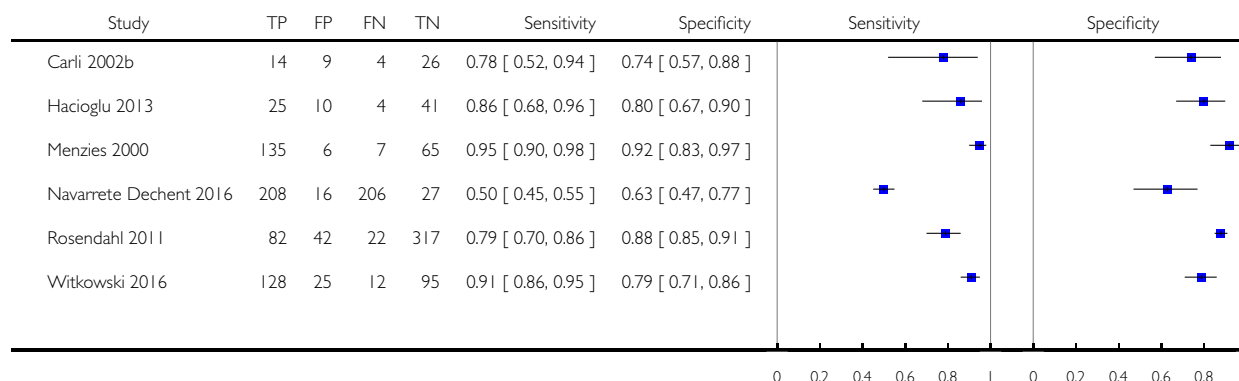 Study TP FP FN TN Sensitivity Specificity Sensitivity Specificity
Carli 2002b 14 9 4 26 0.78 [ 0.52, 0.94 ] 0.74 [ 0.57, 0.88 ]
Hacioglu 2013 25 10 4 41 0.86 [ 0.68, 0.96 ] 0.80 [ 0.67, 0.90 ]
Menzies 2000 135 6 7 65 0.95 [ 0.90, 0.98 ] 0.92 [ 0.83, 0.97 ]
Navarrete Dechent 2016 208 16 206 27 0.50 [ 0.45, 0.55 ] 0.63 [ 0.47, 0.77 ]
Rosendahl 2011 82 42 22 317 0.79 [ 0.70, 0.86 ] 0.88 [ 0.85, 0.91 ]
Witkowski 2016 128 25 12 95 0.91 [ 0.86, 0.95 ] 0.79 [ 0.71, 0.86 ]
0 0.2 0.4 0.6 0.8 1 0 0.2 0.4 0.6 0.8